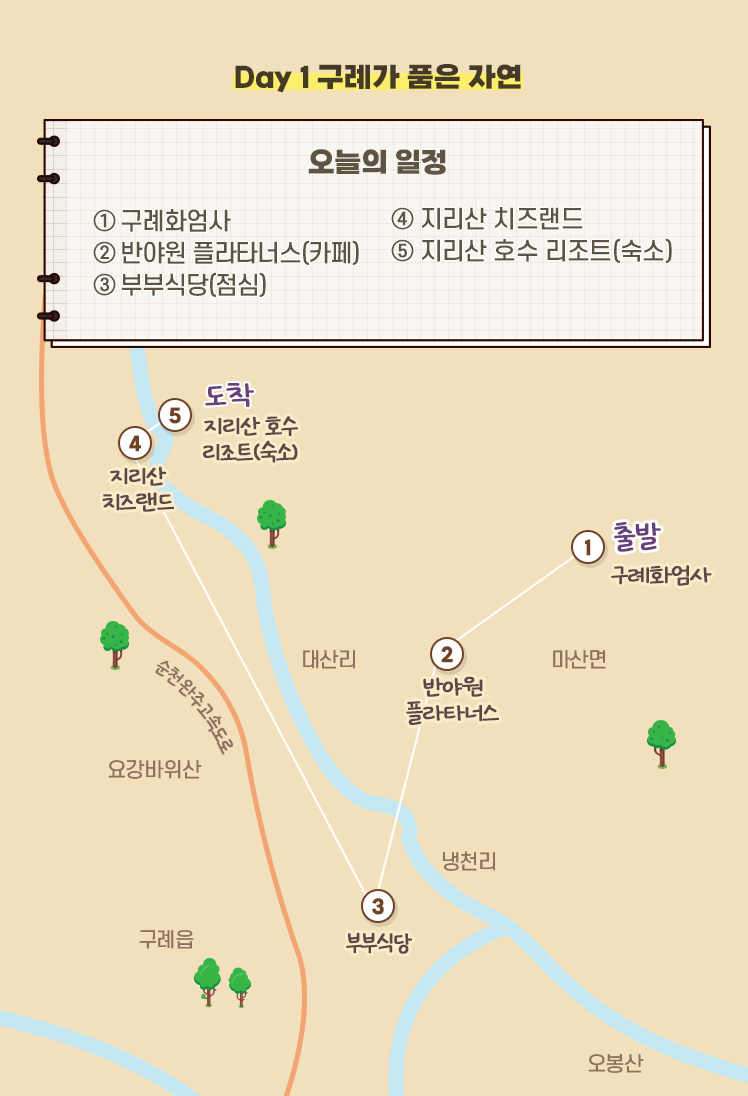 Day 1 구례가 품은 자연
오늘의 일정
① 구례화엄사
② 반야원 플라타너스(카페)
③ 부부식당(점심)
④ 지리산 치즈랜드
⑤ 지리산 호수 리조트(숙소)
도착
5
지리산 호수
리조트(숙소)
4
지리산
치즈랜드
출발
1
구례화엄사
대산리
2
마산면
반야원
플라타너스
순천완주고속도로
요강바위산
냉천리
3
부부식당
구례읍
오봉산